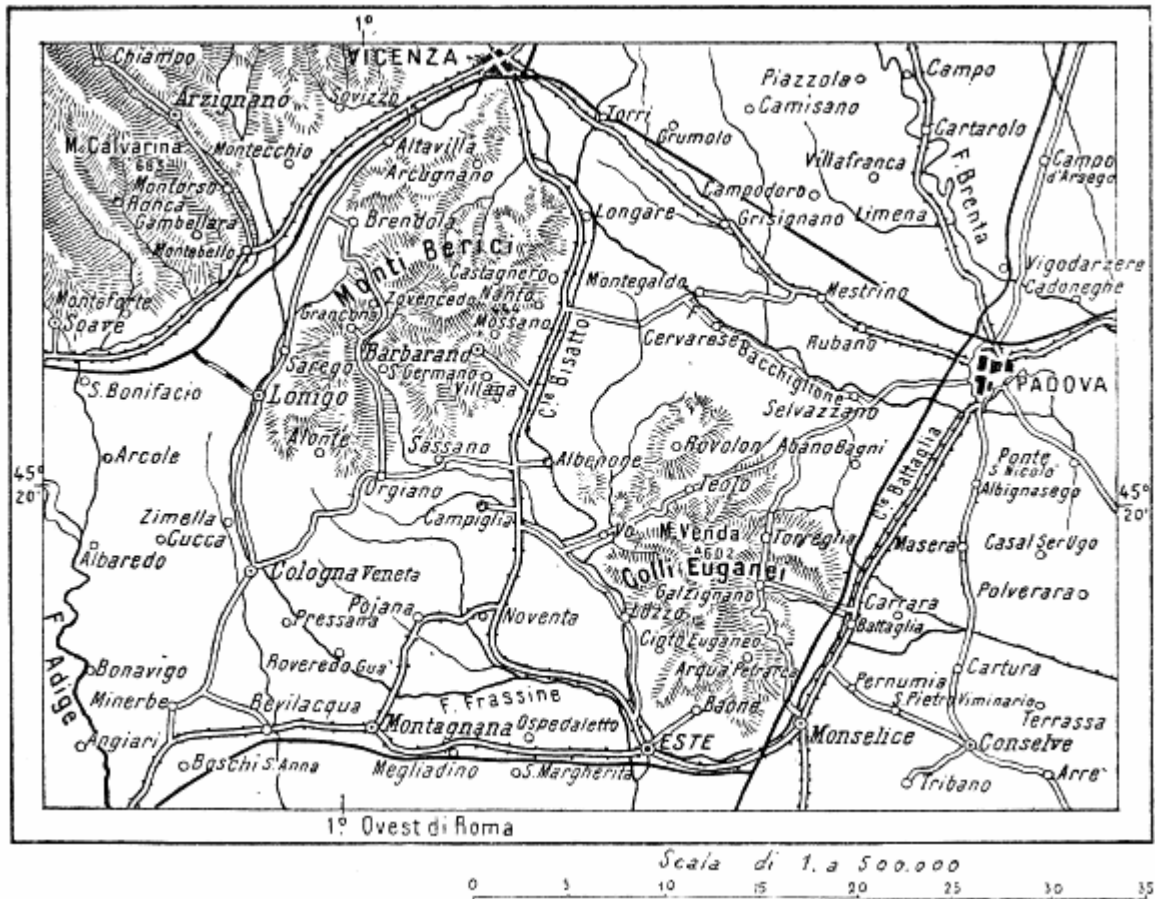 1°
Chiampo
VICENZA
Piazzola
Campo
Camisano
Arzignano
Sovizzo
Torri
Grumolo
Cartarolo
M. Calvarina
663
Montecchio
Altavilla
Arcugnano
Villafranca
F. Brenta
Campo
d'Arsego
Montorso
Ronca
Gambellara
Montebello
Brendola
Longare
Campodoro
Grisignano
Limena
Monti Berici
Castagnero
Montegaldo
Vigodarzere
Cadoneghe
Monteforte
Soave
Zovencedo
Nanto
444
Grancona
Mossano
Mestrino
Cervarese
Rubano
Sarego
Barbarano
S. Germano
Villaga
C.le Bisatto
F. Bacchiglione
PADOVA
S. Bonifacio
Lonigo
Selvazzano
Alonte
Rovolon
Abano Bagni
Arcole
Sassano
Albenone
Ponte
S. Nicolò
45°
20'
Orgiano
Teolo
C.le Battaglia
Albignasego
45°
20'
Zimella
Cucca
Campiglia
Vo
M. Venda
602
Torreglia
Masera
Casal Ser Ugo
Albaredo
Cologna Veneta
Colli Euganei
Galzignano
Polverara
Pressana
Pojana
Noventa
Lozzo
Carrara
Battaglia
F. Adige
Roveredo Guà
Cinto Euganeo
Arquà Petrarca
Cartura
Bonavigo
Minerbe
Bevilacqua
F. Frassine
Pernumia
S. Pietro Viminario
Terrassa
Montagnana
Ospedaletto
Baone
Angiari
ESTE
Monselice
Conselve
Boschi S. Anna
Megliadino
S. Margherita
Tribano
Arre
1° Ovest di Roma
Scala di 1. a 500.000
0 5 10 15 20 25 30 35